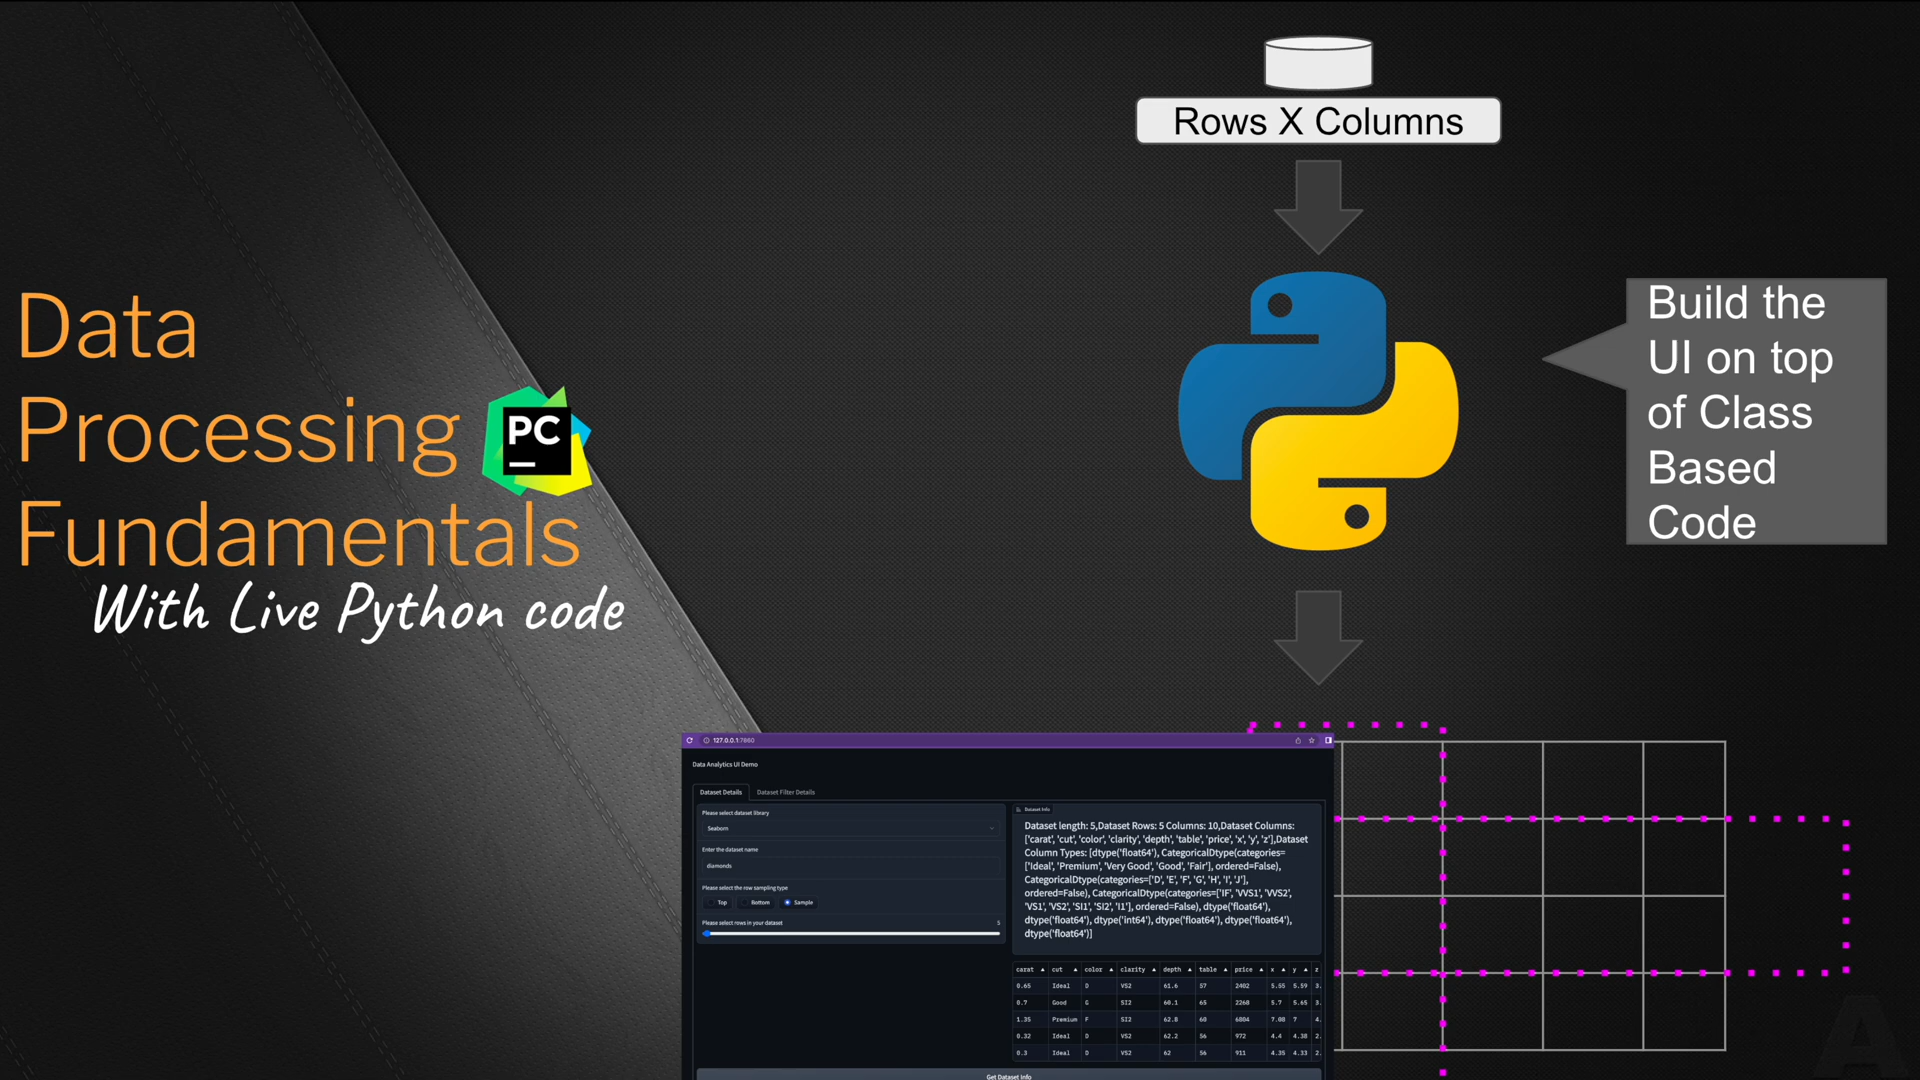 Rows X Columns
Data
Processing
Fundamentals
With Live Python code
PC
Build the
UI on top
of Class
Based
Code
127.0.0.1:7860
Data Analytics UI Demo
Dataset Details
Dataset Filter Details
Please select dataset library
Seaborn
Enter the dataset name
diamonds
Please select the row sampling type
Top Bottom Sample
Please select rows in your dataset 5
Dataset Info
Dataset length: 5,Dataset Rows: 5 Columns: 10,Dataset Columns:
['carat', 'cut', 'color', 'clarity', 'depth', 'table', 'price', 'x', 'y', 'z'],Dataset
Column Types: [dtype('float64'), CategoricalDtype(categories=
['Ideal', 'Premium', 'Very Good', 'Good', 'Fair'], ordered=False),
CategoricalDtype(categories=['D', 'E', 'F', 'G', 'H', 'I', 'J'],
ordered=False), CategoricalDtype(categories=['IF', 'VVS1', 'VVS2',
'VS1', 'VS2', 'SI1', 'SI2', 'I1'], ordered=False), dtype('float64'),
dtype('float64'), dtype('int64'), dtype('float64'), dtype('float64'),
dtype('float64')]
carat cut color clarity depth table price x y z
0.65 Ideal D VS2 61.6 57 2402 5.55 5.59 3.
0.7 Good G SI2 60.1 65 2268 5.7 5.65 3.
1.35 Premium F SI2 62.8 60 6804 7.08 7 4.
0.32 Ideal D VS2 62.2 56 972 4.4 4.38 2.
0.3 Ideal D VS2 62 56 911 4.35 4.33 2.
Get Dataset Info